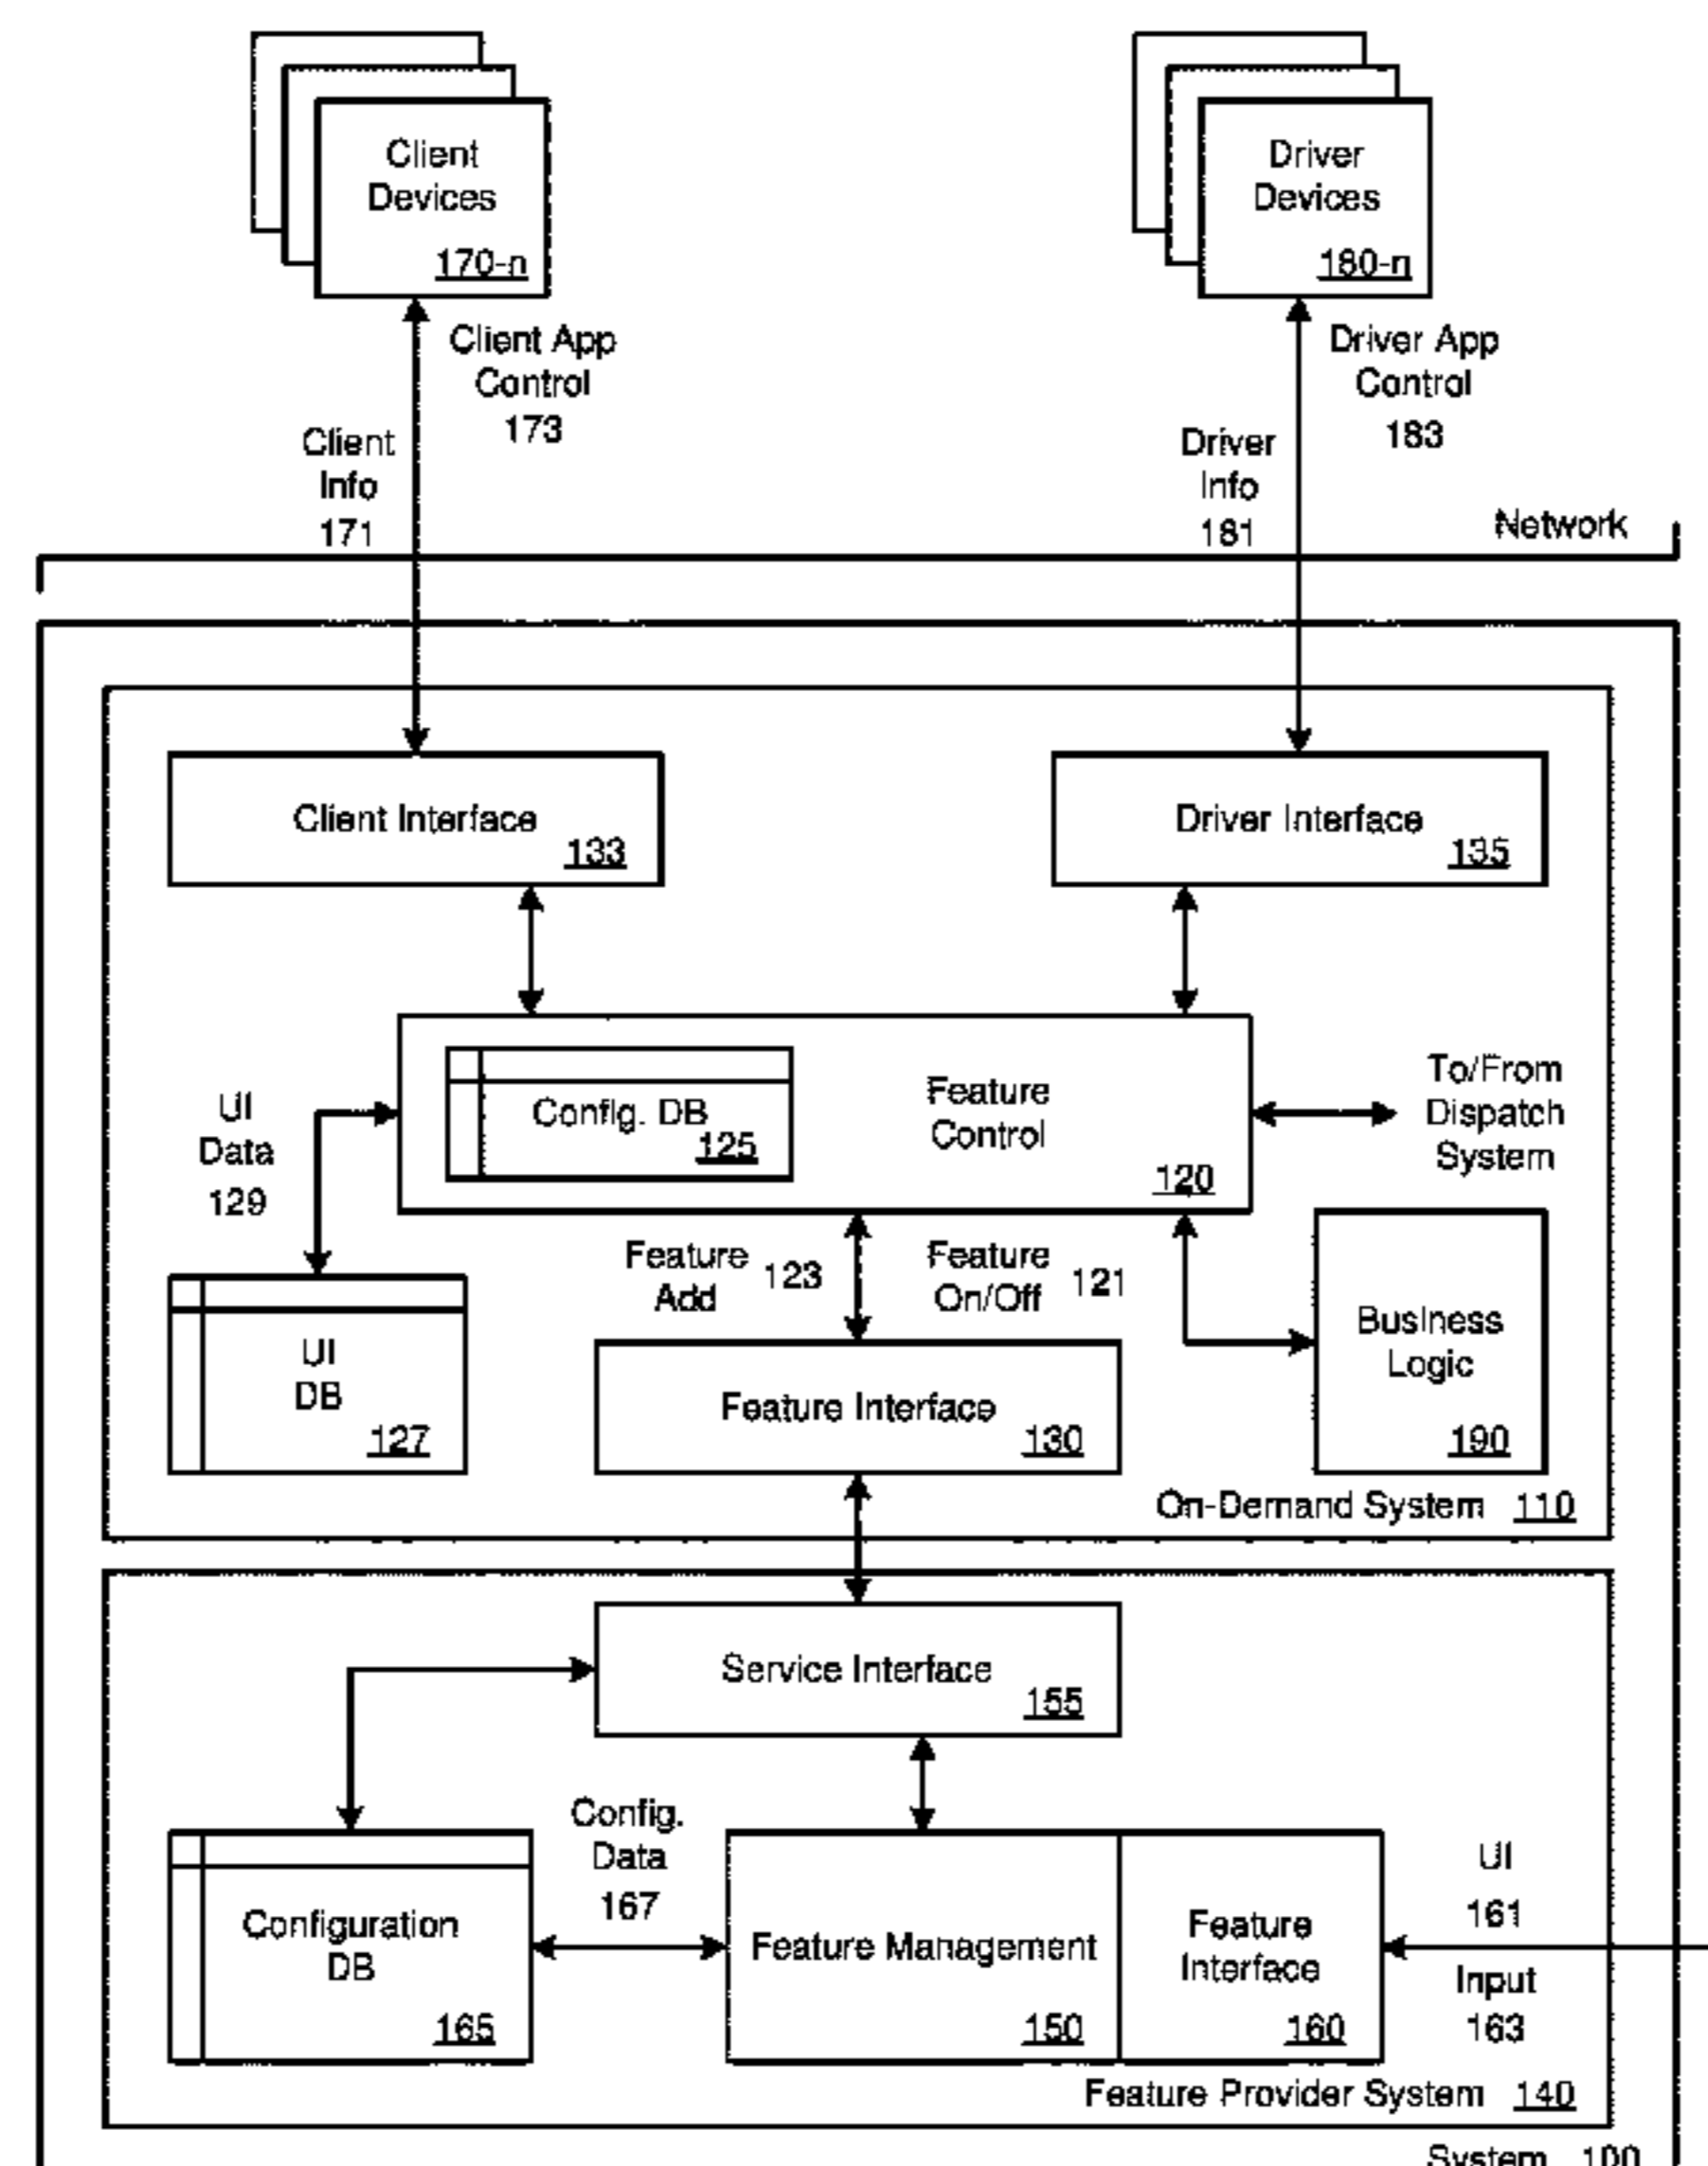 Client
Devices
170-n
Driver
Devices
180-n
Client App
Control
173
Driver App
Control
183
Client
Info
171
Driver
Info
181
Network
Client Interface
133
Driver Interface
135
Config. DB
125
Feature
Control
120
To/From
Dispatch
System
UI
Data
129
Feature
Add
123
Feature
On/Off
121
UI
DB
127
Feature Interface
130
Business
Logic
190
On-Demand System 110
Service Interface
155
Config.
Data
167
Configuration
DB
165
Feature Management
150
Feature
Interface
160
UI
161
Input
163
Feature Provider System 140
System 100